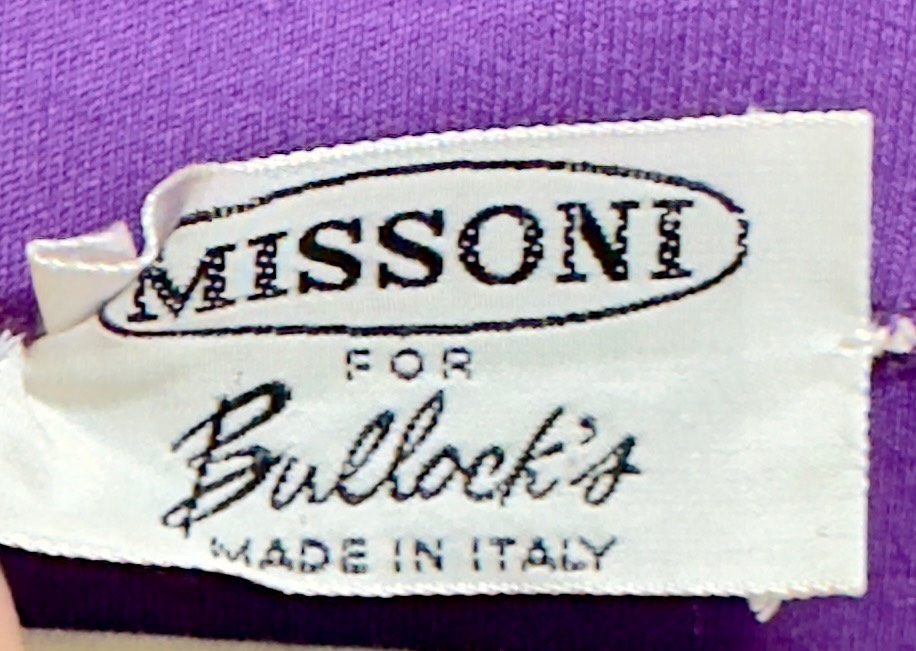 MISSONI
FOR
Bullock's
MADE IN ITALY